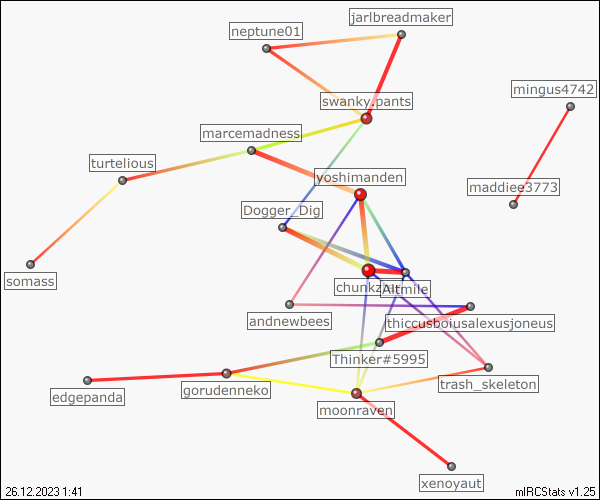 jarlbreadmaker
neptune01
mingus4742
swanky.pants
marcemadness
turtelious
yoshimanden
maddiee3773
Dogger_Dig
somass
Altmile
andnewbees
thiccusboiusalexusjoneus
Thinker#5995
trash_skeleton
gorudenneko
edgepanda
moonraven
xenoyaut
26.12.2023 1:41
mIRCStats v1.25